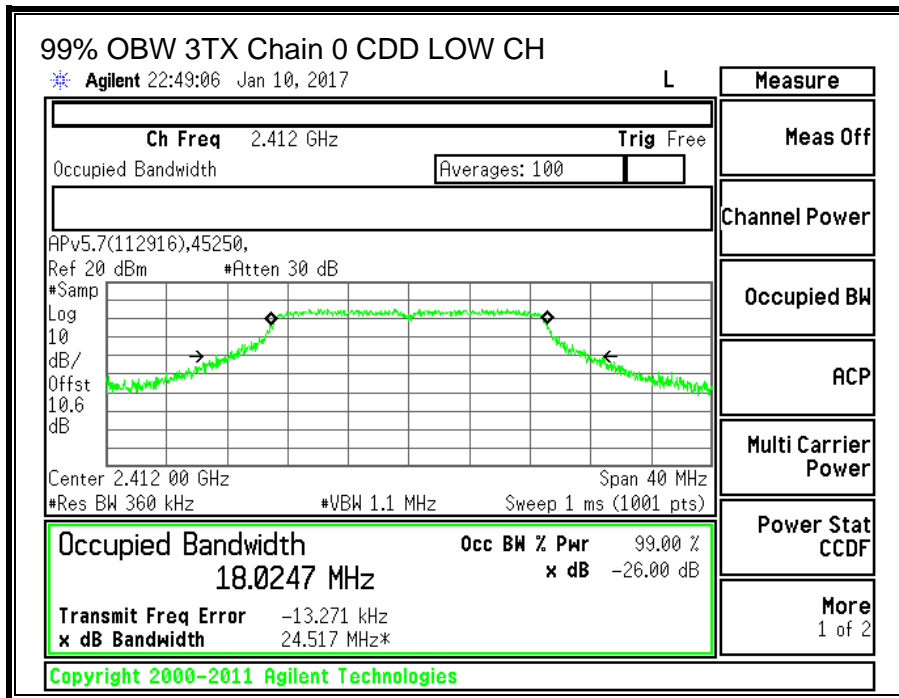 99% OBW 3TX Chain 0 CDD LOW CH
Agilent 22:49:06 Jan 10, 2017 L
Measure
Ch Freq 2.412 GHz Trig Free
Meas Off
Occupied Bandwidth Averages: 100
Channel Power
APv5.7(112916),45250,
Ref 20 dBm #Atten 30 dB
#Samp
Log
10
dB/
Offst
10.6
dB
Occupied BW
ACP
Multi Carrier
Power
Center 2.412 00 GHz Span 40 MHz
#Res BW 360 kHz #VBW 1.1 MHz Sweep 1 ms (1001 pts)
Power Stat
CCDF
Occupied Bandwidth Occ BW % Pwr 99.00 %
18.0247 MHz x dB -26.00 dB
Transmit Freq Error -13.271 kHz
x dB Bandwidth 24.517 MHz*
More
1 of 2
Copyright 2000-2011 Agilent Technologies